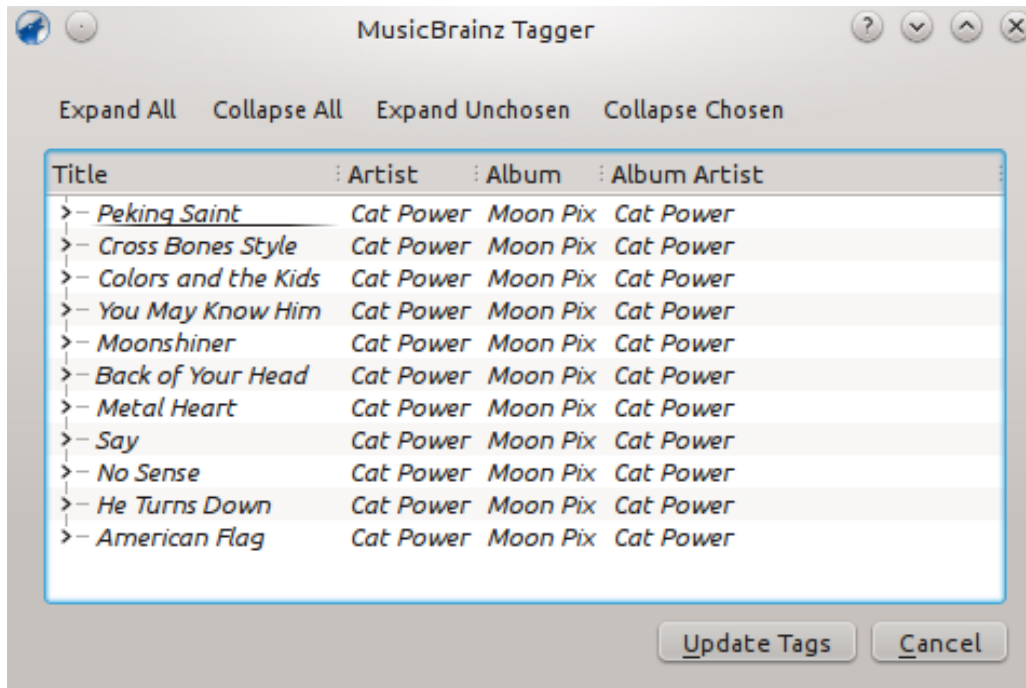 MusicBrainz Tagger
Expand All Collapse All Expand Unchosen Collapse Chosen
Title Artist Album Album Artist
Peking Saint Cat Power Moon Pix Cat Power
Cross Bones Style Cat Power Moon Pix Cat Power
Colors and the Kids Cat Power Moon Pix Cat Power
You May Know Him Cat Power Moon Pix Cat Power
Moonshiner Cat Power Moon Pix Cat Power
Back of Your Head Cat Power Moon Pix Cat Power
Metal Heart Cat Power Moon Pix Cat Power
Say Cat Power Moon Pix Cat Power
No Sense Cat Power Moon Pix Cat Power
He Turns Down Cat Power Moon Pix Cat Power
American Flag Cat Power Moon Pix Cat Power
Update Tags Cancel